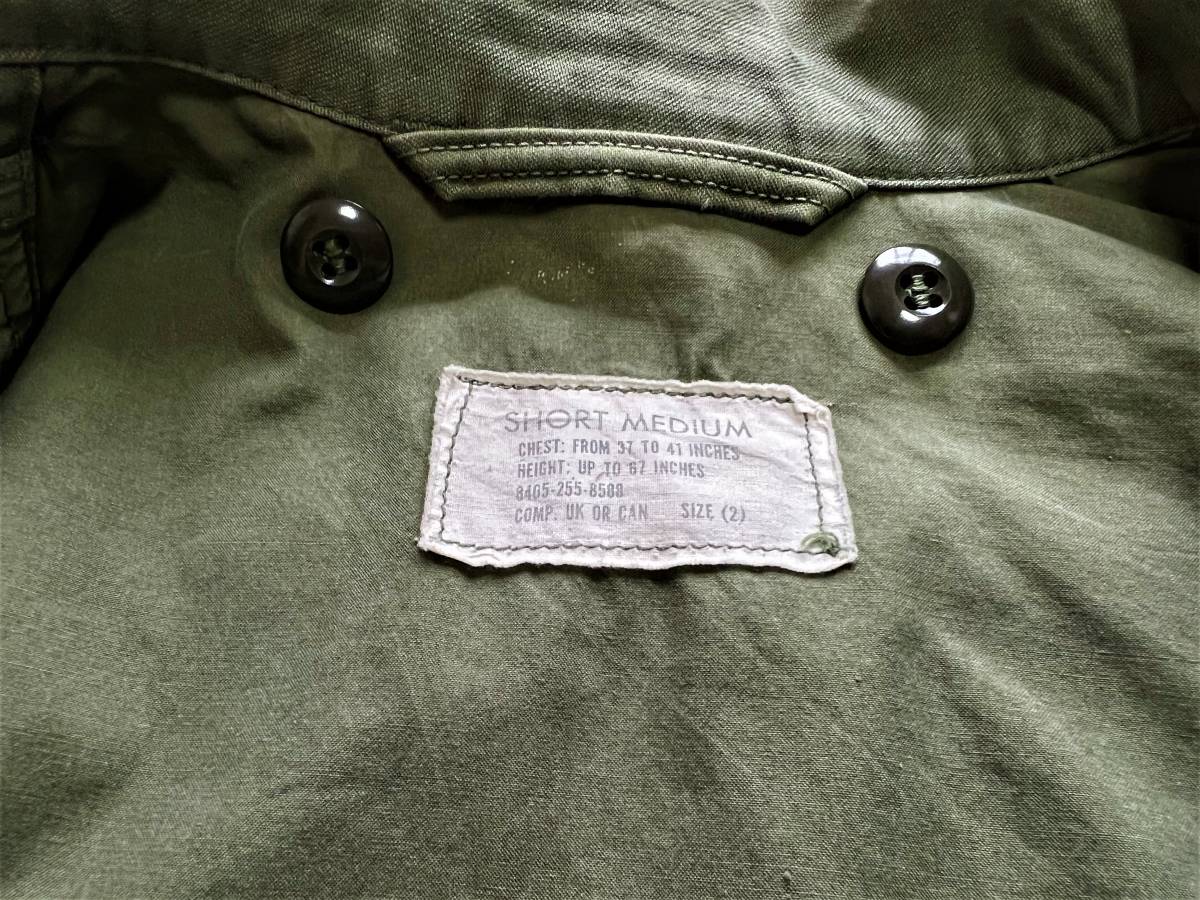 SHORT MEDIUM
CHEST: FROM 37 TO 41 INCHES
HEIGHT: UP TO 67 INCHES
8405-255-8588
COMP. UK OR CAN SIZE (2)